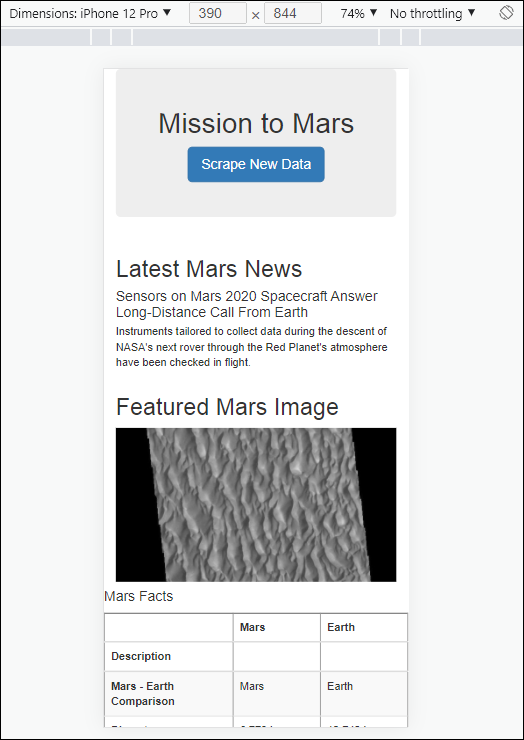 Dimensions: iPhone 12 Pro ▼ 390 × 844 74% ▼ No throttling ▼
Mission to Mars
Scrape New Data
Latest Mars News
Sensors on Mars 2020 Spacecraft Answer
Long-Distance Call From Earth
Instruments tailored to collect data during the descent of
NASA's next rover through the Red Planet's atmosphere
have been checked in flight.
Featured Mars Image
Mars Facts
Mars Earth
Description
Mars - Earth Comparison Mars Earth